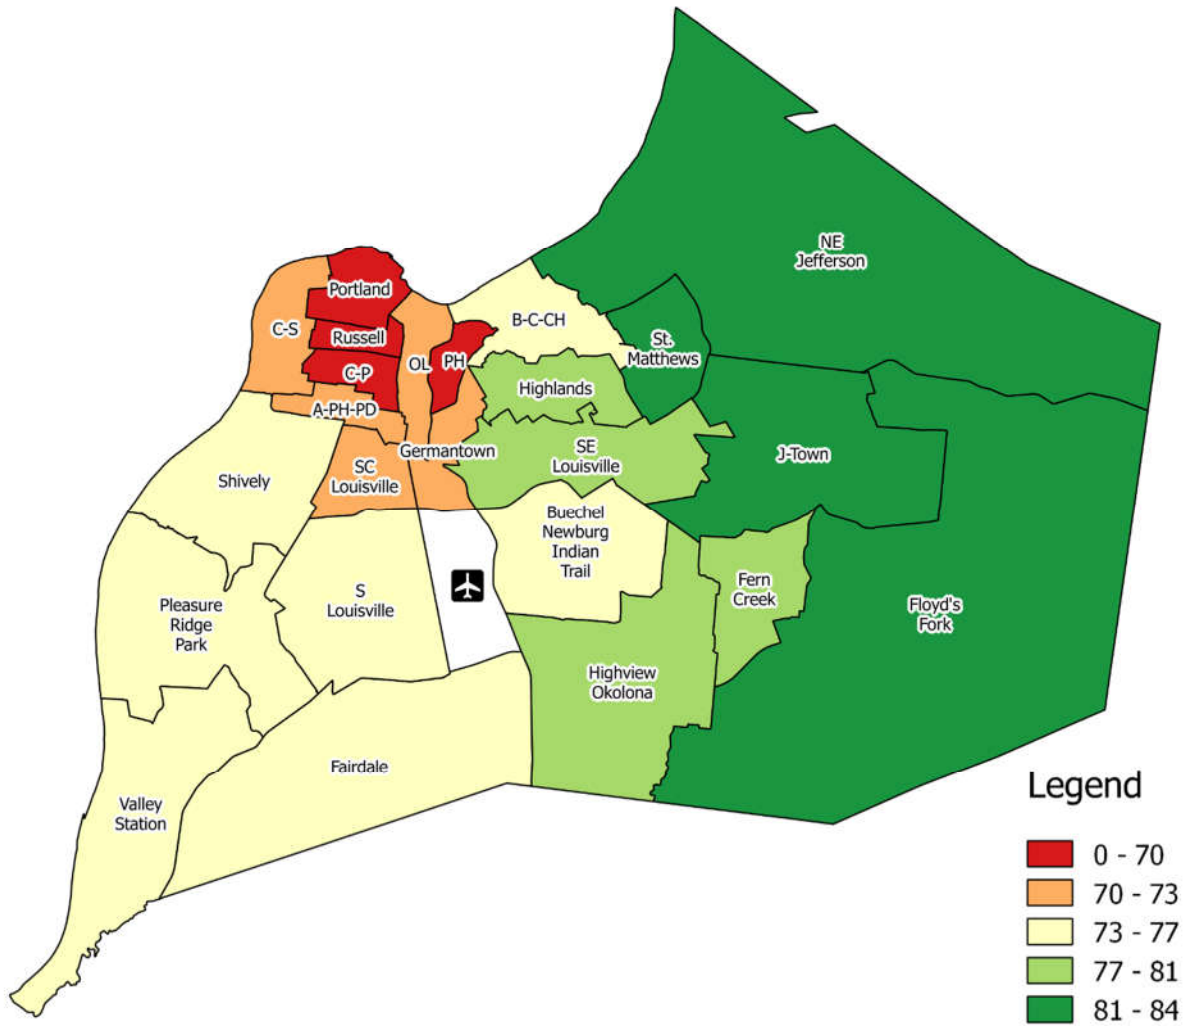 NE
Jefferson
Portland
C-S
Russell
B-C-CH
OL
PH
St.
Matthews
C-P
Highlands
A-PH-PD
Germantown
SE
Louisville
J-Town
SC
Louisville
Shively
Buechel
Newburg
Indian
Trail
Fern
Creek
S
Louisville
Pleasure
Ridge
Park
Floyd's
Fork
Highview
Okolona
Fairdale
Valley
Station
Legend
0 - 70
70 - 73
73 - 77
77 - 81
81 - 84